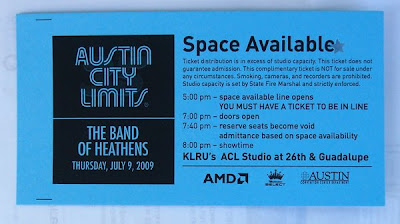 AUSTIN
CITY
LIMITS®
THE BAND
OF HEATHENS
THURSDAY, JULY 9, 2009
Space Available
Ticket distribution is in excess of studio capacity. This ticket does not
guarantee admission. This complimentary ticket is NOT for sale under
any circumstances. Smoking, cameras, and recorders are prohibited.
Studio capacity is set by State Fire Marshal and strictly enforced.
5:00 pm – space available line opens
YOU MUST HAVE A TICKET TO BE IN LINE
7:00 pm – doors open
7:40 pm – reserve seats become void
admittance based on space availability
8:00 pm – showtime
KLRU's ACL Studio at 26th & Guadalupe
AMD
SELECT
AUSTIN
CONVENTION CENTER DEPARTMENT